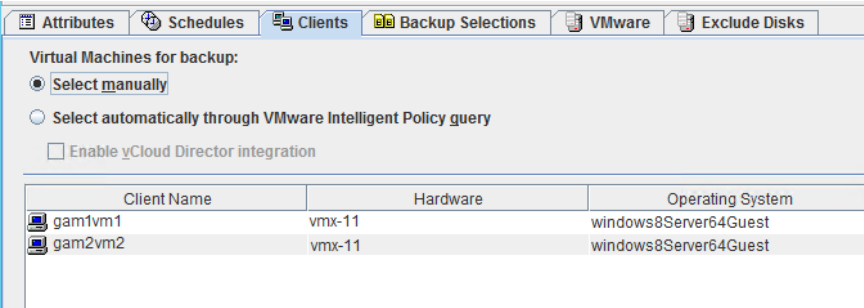 Attributes Schedules Clients Backup Selections VMware Exclude Disks
Virtual Machines for backup:
Select manually
Select automatically through VMware Intelligent Policy query
Enable vCloud Director integration
Client Name Hardware Operating System
gam1vm1 vmx-11 windows8Server64Guest
gam2vm2 vmx-11 windows8Server64Guest